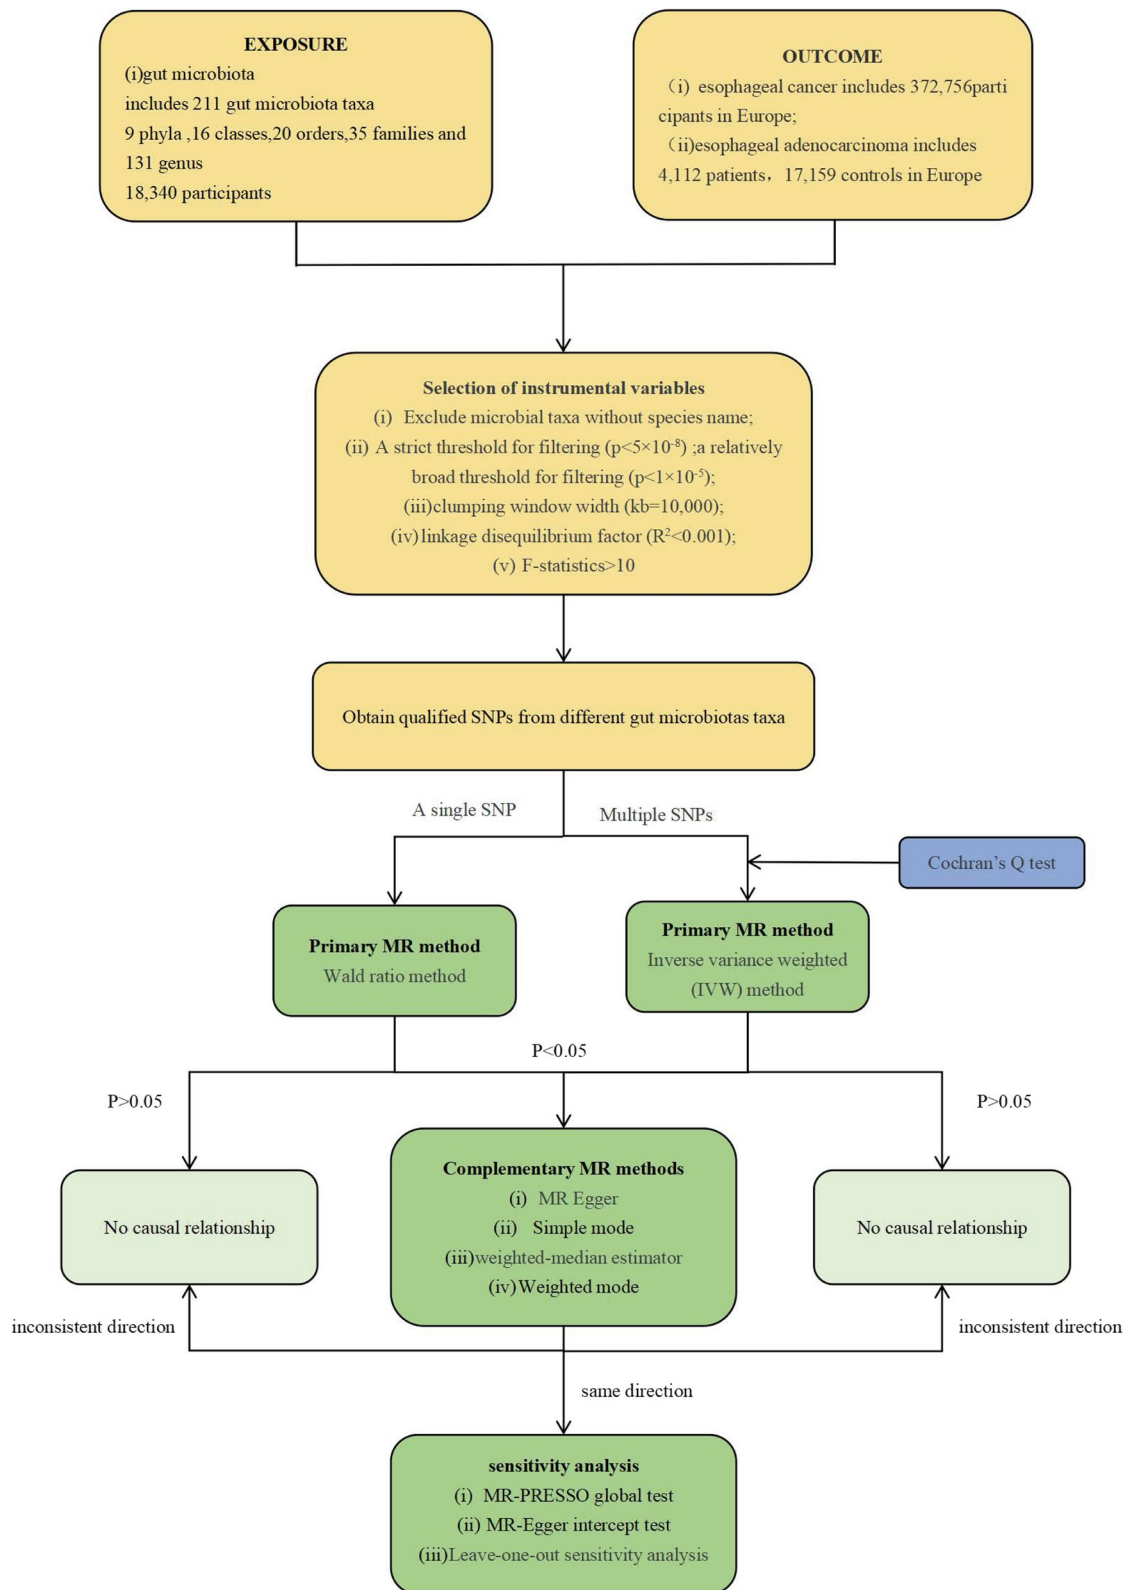 EXPOSURE
(i)gut microbiota
includes 211 gut microbiota taxa
9 phyla ,16 classes,20 orders,35 families and
131 genus
18,340 participants
OUTCOME
（i) esophageal cancer includes 372,756parti
cipants in Europe;
（ii)esophageal adenocarcinoma includes
4,112 patients，17,159 controls in Europe
Selection of instrumental variables
(i) Exclude microbial taxa without species name;
(ii) A strict threshold for filtering (p<5×10⁻⁸) ;a relatively
broad threshold for filtering (p<1×10⁻⁵);
(iii)clumping window width (kb=10,000);
(iv)linkage disequilibrium factor (R²<0.001);
(v) F-statistics>10
Obtain qualified SNPs from different gut microbiotas taxa
A single SNP
Multiple SNPs
Cochran’s Q test
Primary MR method
Wald ratio method
Primary MR method
Inverse variance weighted
(IVW) method
P<0.05
P>0.05
P>0.05
No causal relationship
Complementary MR methods
(i) MR Egger
(ii) Simple mode
(iii)weighted-median estimator
(iv)Weighted mode
No causal relationship
inconsistent direction
inconsistent direction
same direction
sensitivity analysis
(i) MR-PRESSO global test
(ii) MR-Egger intercept test
(iii)Leave-one-out sensitivity analysis